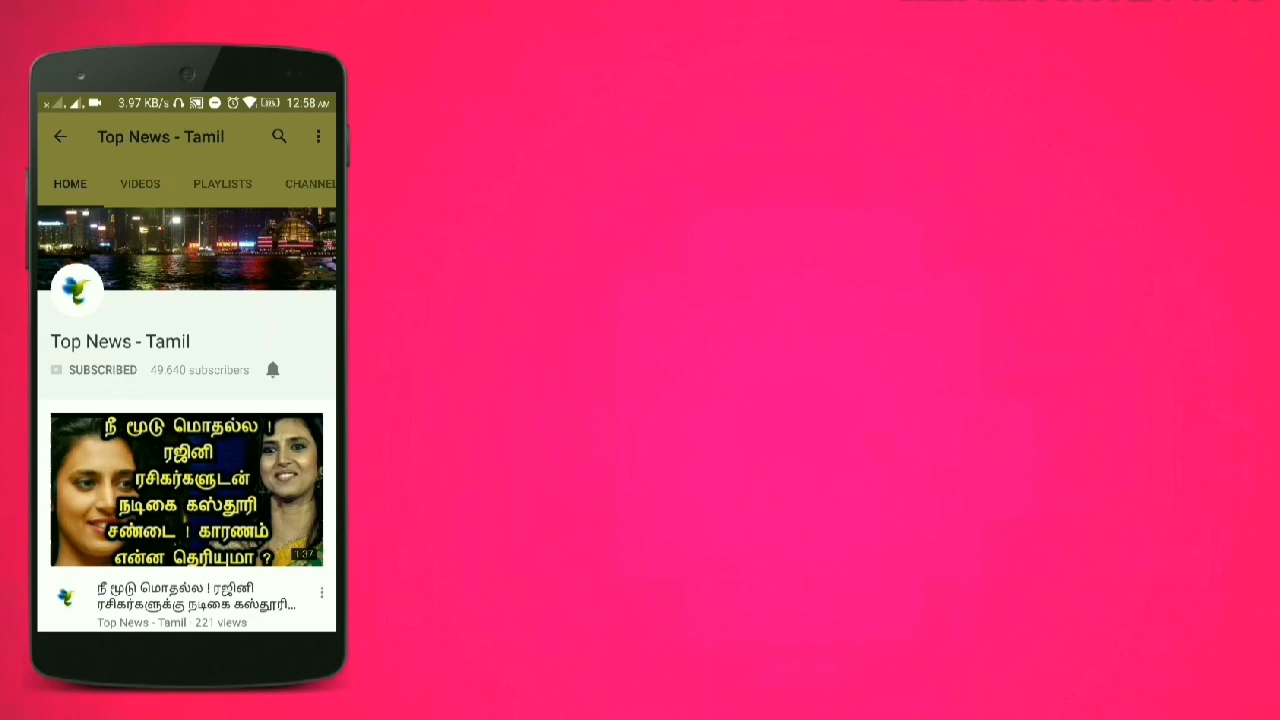 3.97 KB/s 12:58 AM
Top News - Tamil
HOME VIDEOS PLAYLISTS CHANNEL
Top News - Tamil
SUBSCRIBED 49,640 subscribers
நீ மூடு மொதல்ல !
ரஜினி
ரசிகர்களுடன்
நடிகை கஸ்தூரி
சண்டை ! காரணம்
என்ன தெரியுமா ?
1:37
நீ மூடு மொதல்ல ! ரஜினி
ரசிகர்களுக்கு நடிகை கஸ்தூரி...
Top News - Tamil · 221 views